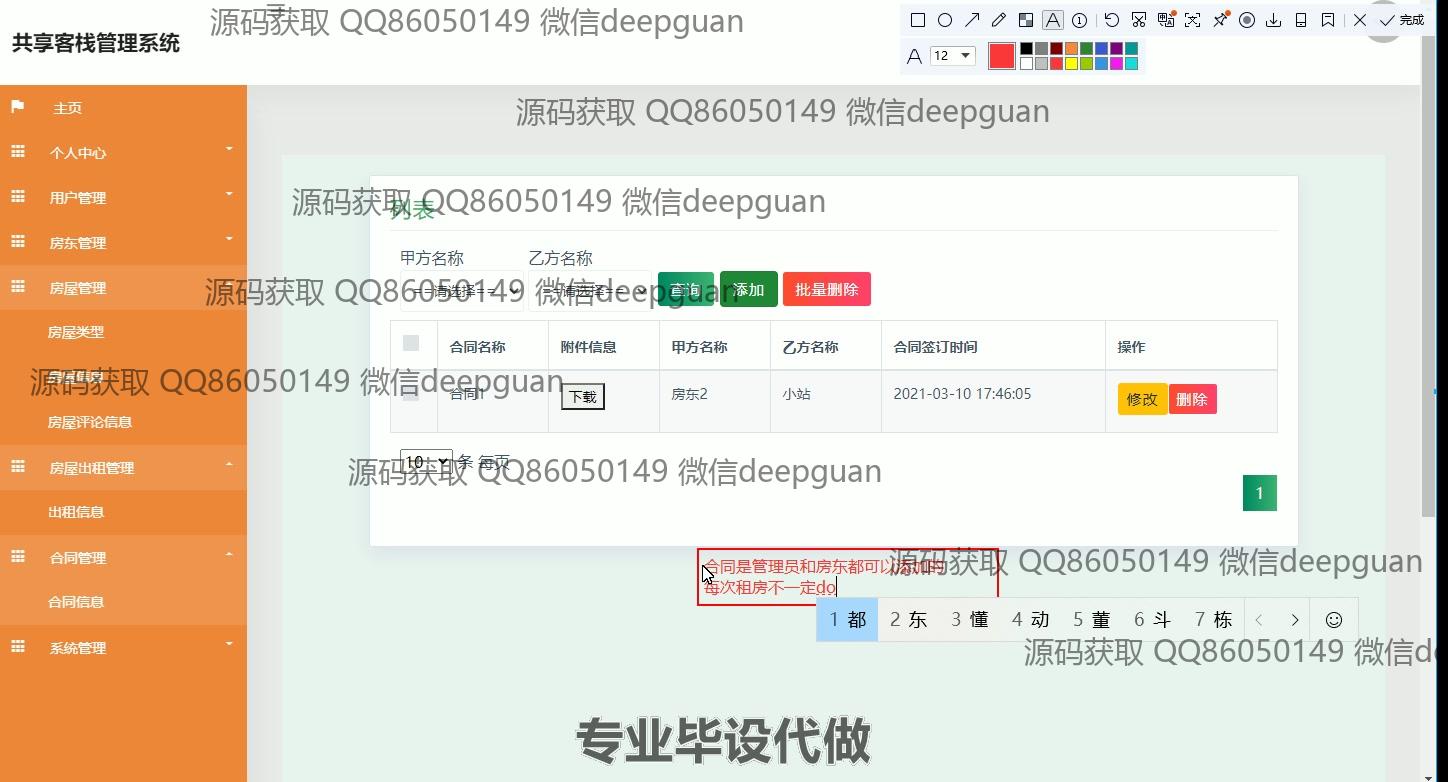 源码获取 QQ86050149 微信deepguan
完成
共享客栈管理系统
A 12
源码获取 QQ86050149 微信deepguan
主页
个人中心
用户管理
房东管理
房屋管理
房屋类型
房屋信息
房屋评论信息
房屋出租管理
出租信息
合同管理
合同信息
系统管理
源码获取 QQ86050149 微信deepguan
列表
甲方名称 乙方名称
==请选择== ==请选择== 查询 添加 批量删除
源码获取 QQ86050149 微信deepguan
合同名称 附件信息 甲方名称 乙方名称 合同签订时间 操作
合同1 下载 房东2 小站 2021-03-10 17:46:05 修改 删除
源码获取 QQ86050149 微信deepguan
10 条 每页
源码获取 QQ86050149 微信deepguan
1
合同是管理员和房东都可以添加的
源码获取 QQ86050149 微信deepguan
每次租房不一定do
1 都 2 东 3 懂 4 动 5 董 6 斗 7 栋
源码获取 QQ86050149 微信de
专业毕设代做